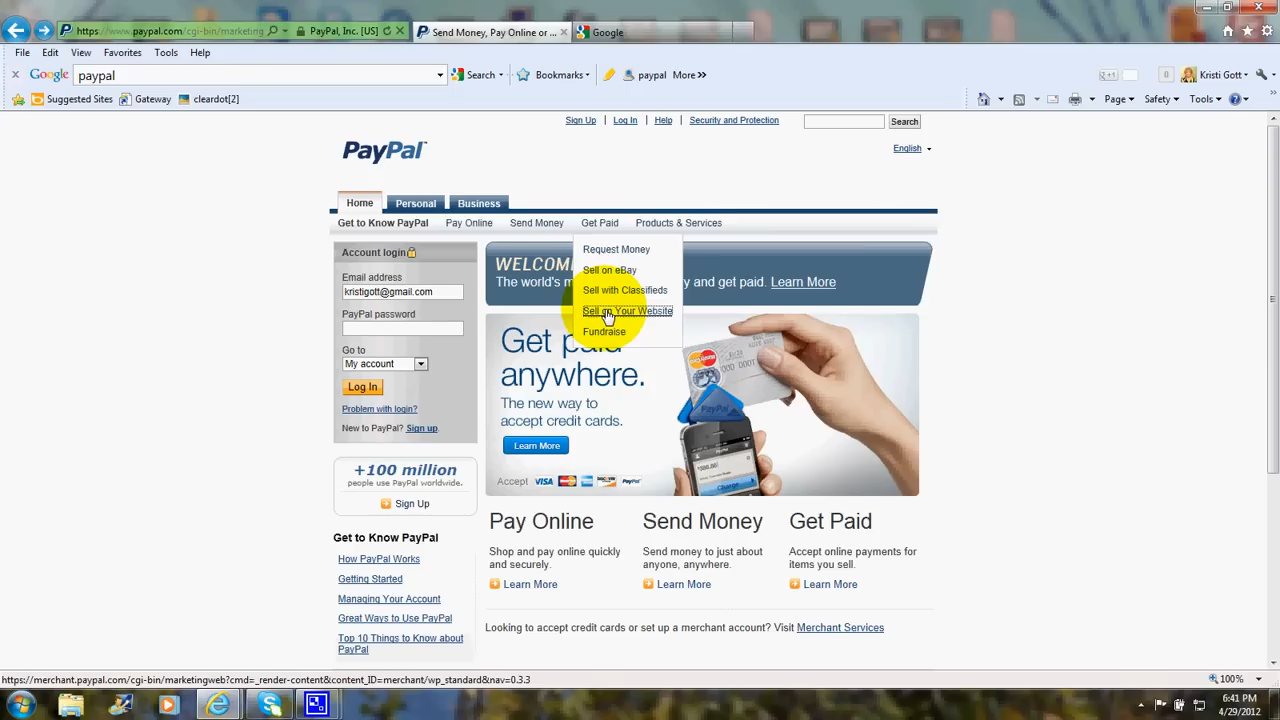 https://www.paypal.com/cgi-bin/marketing
PayPal, Inc. [US]
Send Money, Pay Online or ...
Google
File Edit View Favorites Tools Help
Google paypal Search Bookmarks paypal More »
Kristi Gott
Suggested Sites Gateway cleardot[2]
Page Safety Tools
Sign Up | Log In | Help | Security and Protection Search
PayPal
English
Home Personal Business
Get to Know PayPal Pay Online Send Money Get Paid Products & Services
Account login
Email address
kristigott@gmail.com
PayPal password
Go to
My account
Log In
Problem with login?
New to PayPal? Sign up.
Request Money
Sell on eBay
Sell with Classifieds
Sell on Your Website
Fundraise
WELCOM
The world's m y and get paid. Learn More
Get paid
anywhere.
The new way to
accept credit cards.
Learn More
Accept VISA PayPal
MasterCard
PayPal
Charge
+100 million
people use PayPal worldwide.
Sign Up
Get to Know PayPal
How PayPal Works
Getting Started
Managing Your Account
Great Ways to Use PayPal
Top 10 Things to Know about
PayPal
Pay Online
Shop and pay online quickly
and securely.
Learn More
Send Money
Send money to just about
anyone, anywhere.
Learn More
Get Paid
Accept online payments for
items you sell.
Learn More
Looking to accept credit cards or set up a merchant account? Visit Merchant Services
https://merchant.paypal.com/cgi-bin/marketingweb?cmd=_render-content&content_ID=merchant/wp_standard&nav=0.3.3
100%
6:41 PM
4/29/2012